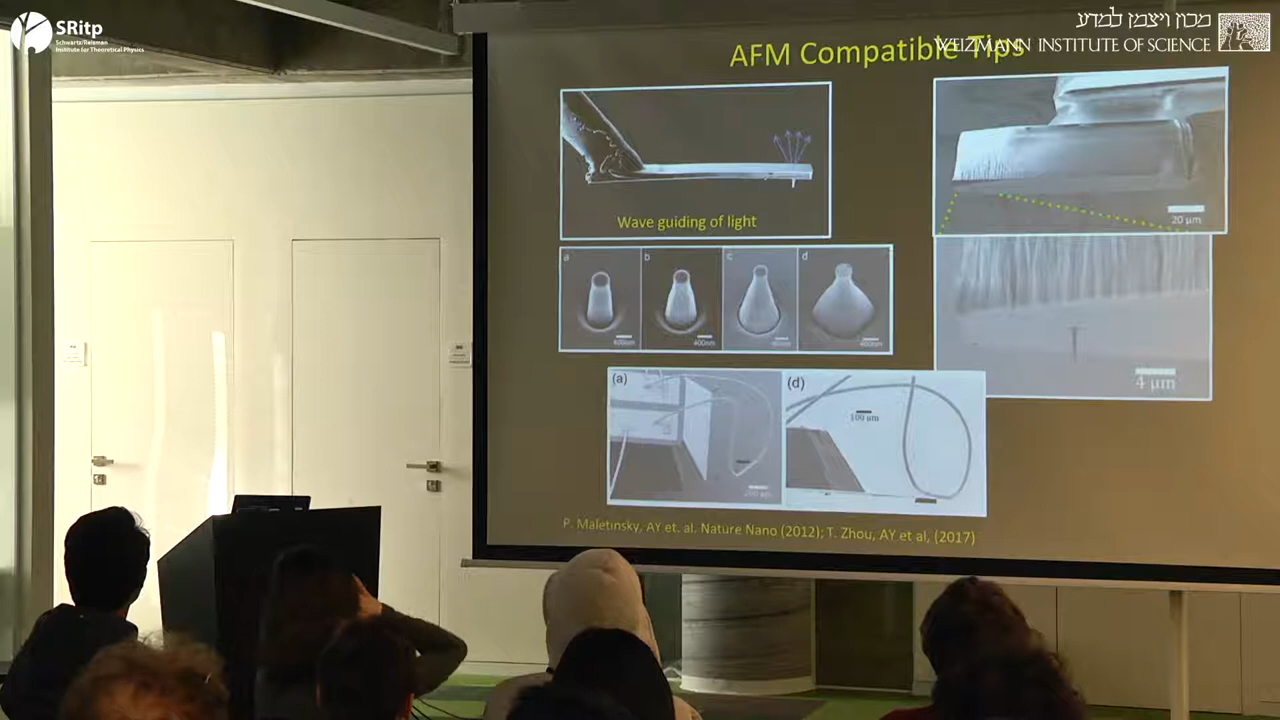 SRitp
Schwartz/Reisman
Institute for Theoretical Physics
מכון ויצמן למדע
WEIZMANN INSTITUTE OF SCIENCE
AFM Compatible Tips
Wave guiding of light
20 µm
a
b
c
d
400nm
400nm
4 µm
(a)
(d)
100 µm
P. Maletinsky, AY et. al. Nature Nano (2012); T. Zhou, AY et al, (2017)